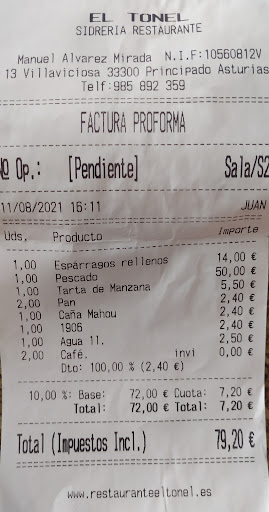 EL TONEL
SIDRERIA RESTAURANTE
Manuel Alvarez Mirada N.I.F:10560812V
13 Villaviciosa 33300 Principado Asturias
Telf:985 892 359
FACTURA PROFORMA
Nº Op.: [Pendiente] Sala/S2
11/08/2021 16:11 JUAN
Uds. Producto Importe
1,00 Espárragos rellenos 14,00 €
1,00 Pescado 50,00 €
1,00 Tarta de Manzana 5,50 €
2,00 Pan 2,40 €
1,00 Caña Mahou 2,40 €
1,00 1906 2,40 €
1,00 Agua 1l. 2,50 €
2,00 Café. invi 0,00 €
Dto: 100,00 % (2,40 €)
10,00 %: Base: 72,00 € Cuota: 7,20 €
Total: 72,00 € Total: 7,20 €
Total (Impuestos Incl.) 79,20 €
www.restauranteeltonel.es